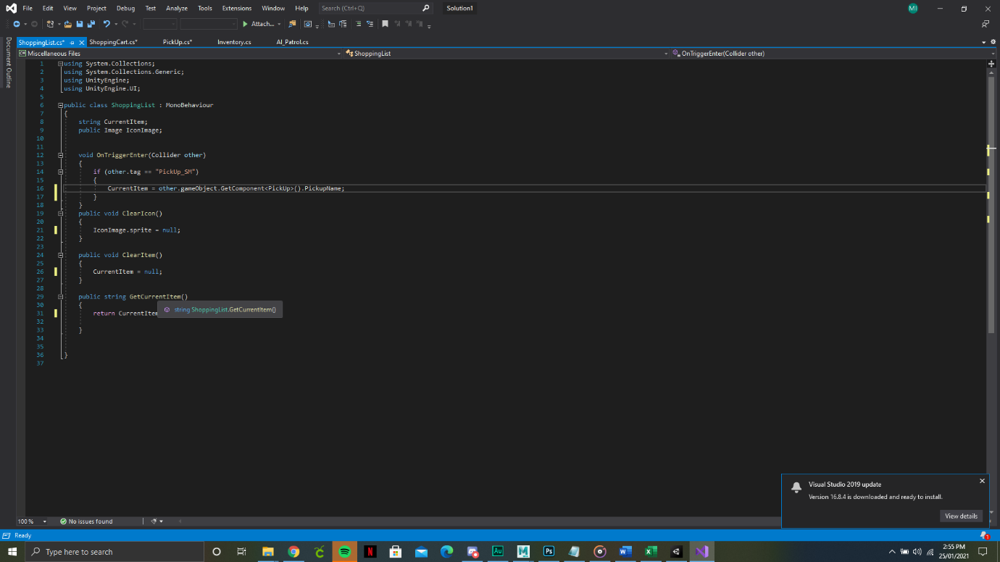 File Edit View Project Debug Test Analyze Tools Extensions Window Help Search (Ctrl+Q) Solution1 MI
Attach...
ShoppingList.cs* ShoppingCart.cs* PickUp.cs* Inventory.cs AI_Patrol.cs
Document Outline
Miscellaneous Files ShoppingList OnTriggerEnter(Collider other)
1 using System.Collections;
2 using System.Collections.Generic;
3 using UnityEngine;
4 using UnityEngine.UI;
5
6 public class ShoppingList : MonoBehaviour
7 {
8 string CurrentItem;
9 public Image IconImage;
10
11
12 void OnTriggerEnter(Collider other)
13 {
14 if (other.tag == "PickUp_SM")
15 {
16 CurrentItem = other.gameObject.GetComponent<PickUp>().PickupName;
17 }
18 }
19 public void ClearIcon()
20 {
21 IconImage.sprite = null;
22 }
23
24 public void ClearItem()
25 {
26 CurrentItem = null;
27 }
28
29 public string GetCurrentItem()
30 {
string ShoppingList.GetCurrentItem()
31 return CurrentItem
32
33 }
34
35
36 }
37
Visual Studio 2019 update
Version 16.8.4 is downloaded and ready to install.
View details
100 % No issues found
Ready 1
Type here to search
N Au M Ps W X
2:55 PM
25/01/2021